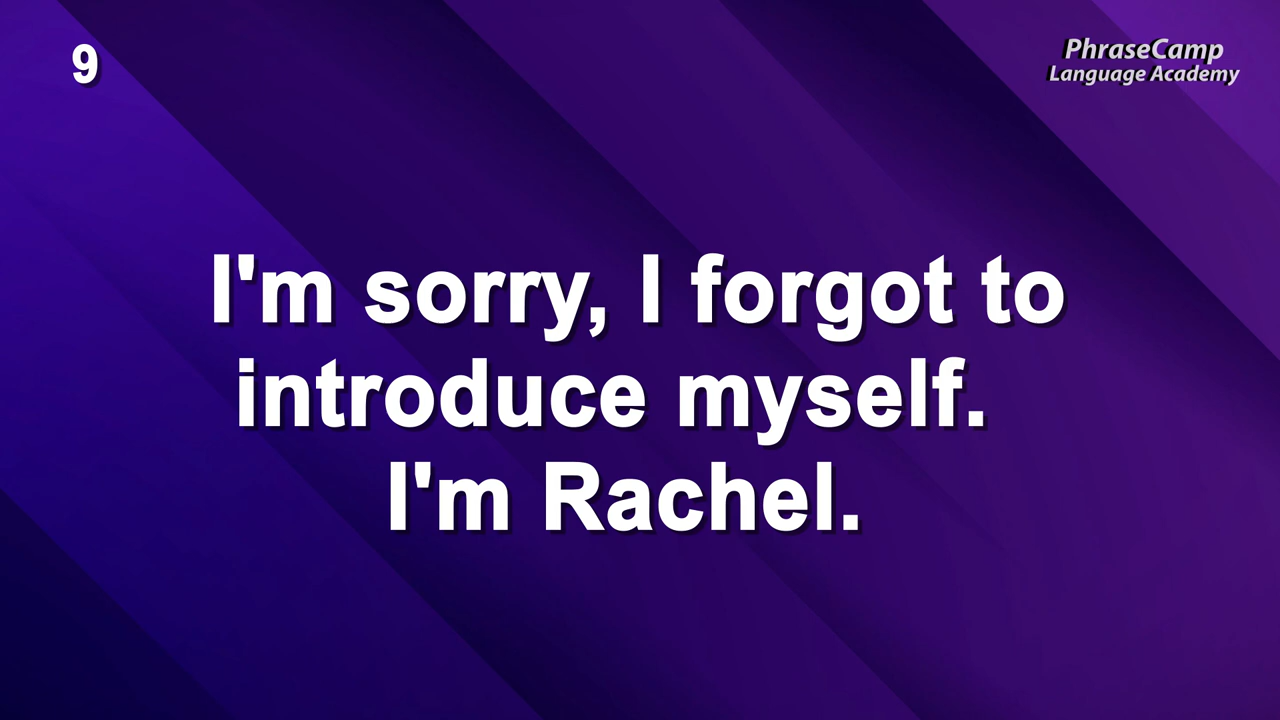 9
PhraseCamp
Language Academy
I'm sorry, I forgot to
introduce myself.
I'm Rachel.